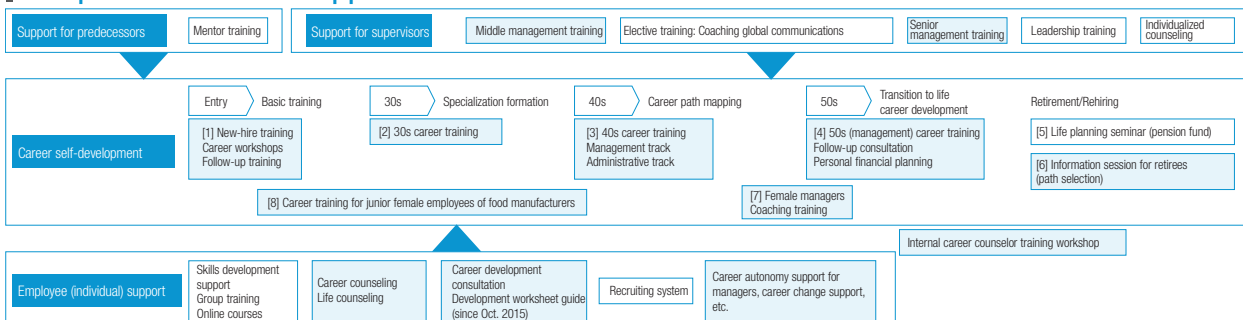 Support for predecessors
Mentor training
Support for supervisors
Middle management training
Elective training: Coaching global communications
Senior
management training
Leadership training
Individualized
counseling
Career self-development
Entry
Basic training
30s
Specialization formation
40s
Career path mapping
50s
Transition to life
career development
Retirement/Rehiring
[1] New-hire training
Career workshops
Follow-up training
[2] 30s career training
[3] 40s career training
Management track
Administrative track
[4] 50s (management) career training
Follow-up consultation
Personal financial planning
[5] Life planning seminar (pension fund)
[6] Information session for retirees
(path selection)
[8] Career training for junior female employees of food manufacturers
[7] Female managers
Coaching training
Internal career counselor training workshop
Employee (individual) support
Skills development
support
Group training
Online courses
Career counseling
Life counseling
Career development
consultation
Development worksheet guide
(since Oct. 2015)
Recruiting system
Career autonomy support for
managers, career change support,
etc.